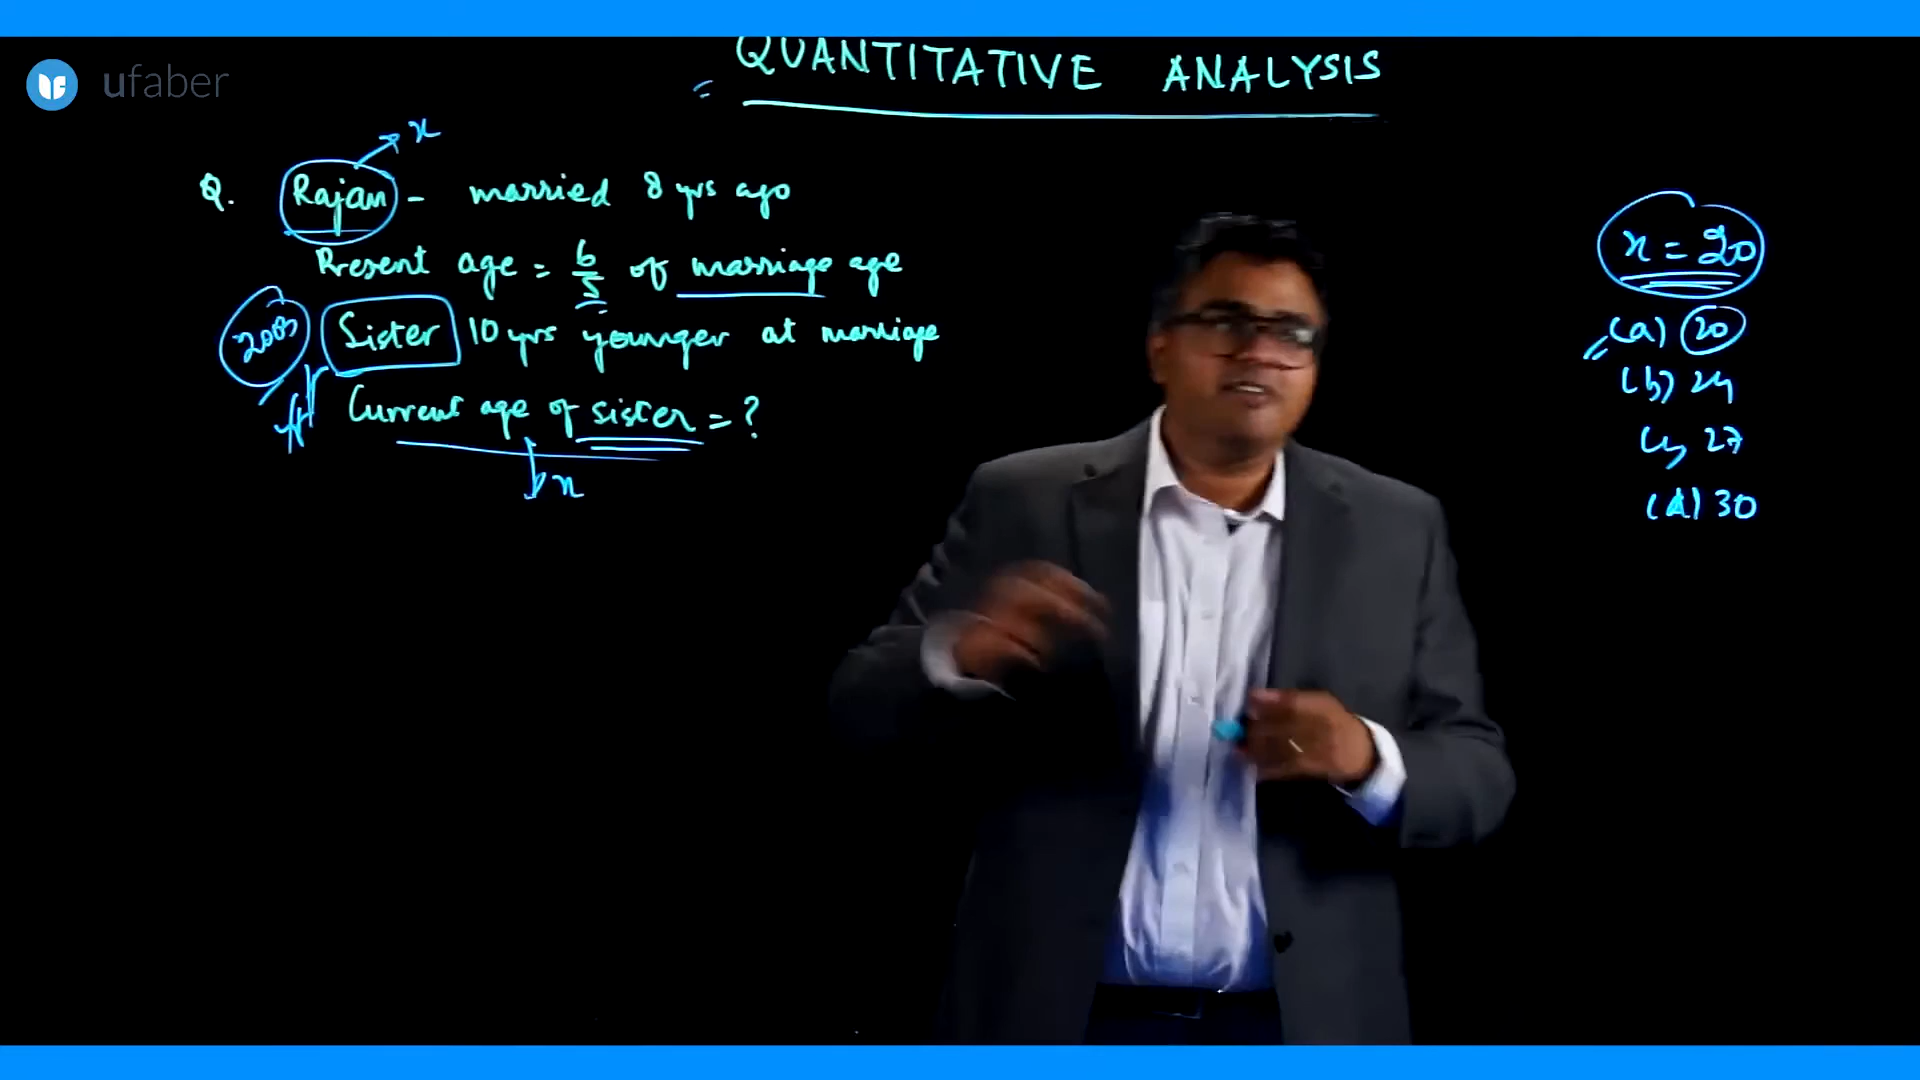 ufaber
QUANTITATIVE ANALYSIS
x
Q. Rajan - married 8 yrs ago
Present age = 6/5 of marriage age
Sister 10 yrs younger at marriage
Current age of sister = ?
x
x = 20
(a) 20
(b) 24
(c) 27
(d) 30